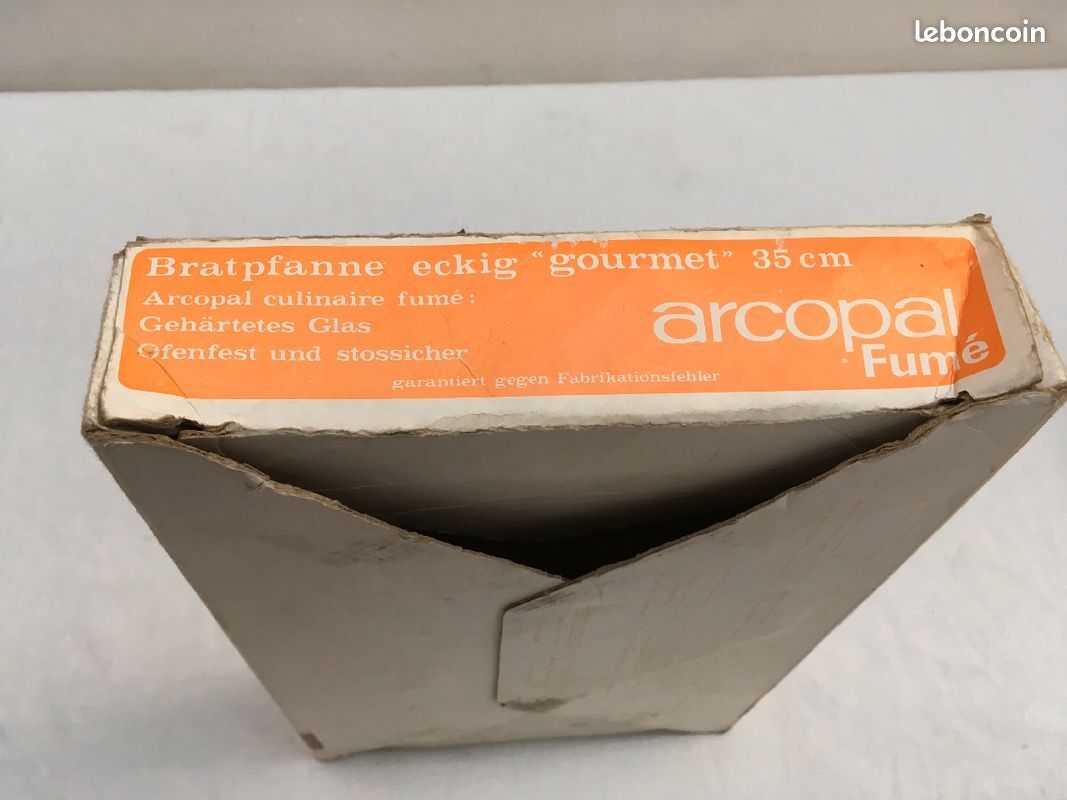 leboncoin
Bratpfanne eckig “gourmet” 35 cm
Arcopal culinaire fumé :
Gehärtetes Glas
Ofenfest und stossicher
arcopal
Fumé
garantiert gegen Fabrikationsfehler